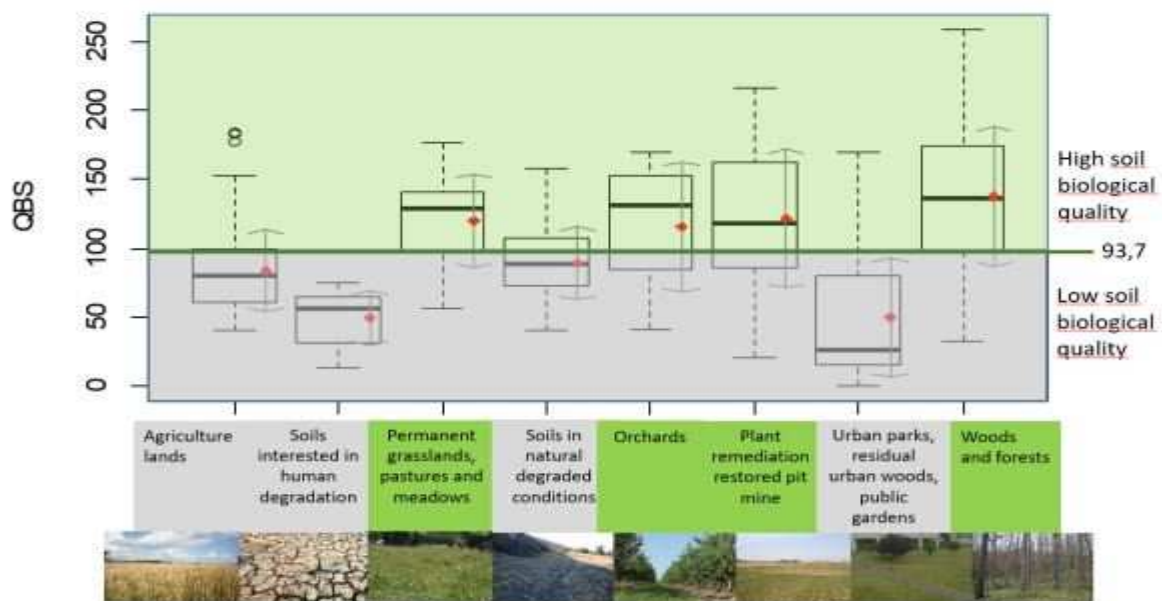 QBS
250
200
150
100
50
0
High soil
biological
quality
93,7
Low soil
biological
quality
Agriculture
lands
Soils
interested in
human
degradation
Permanent
grasslands,
pastures and
meadows
Soils in
natural
degraded
conditions
Orchards
Plant
remediation
restored pit
mine
Urban parks,
residual
urban woods,
public
gardens
Woods
and forests